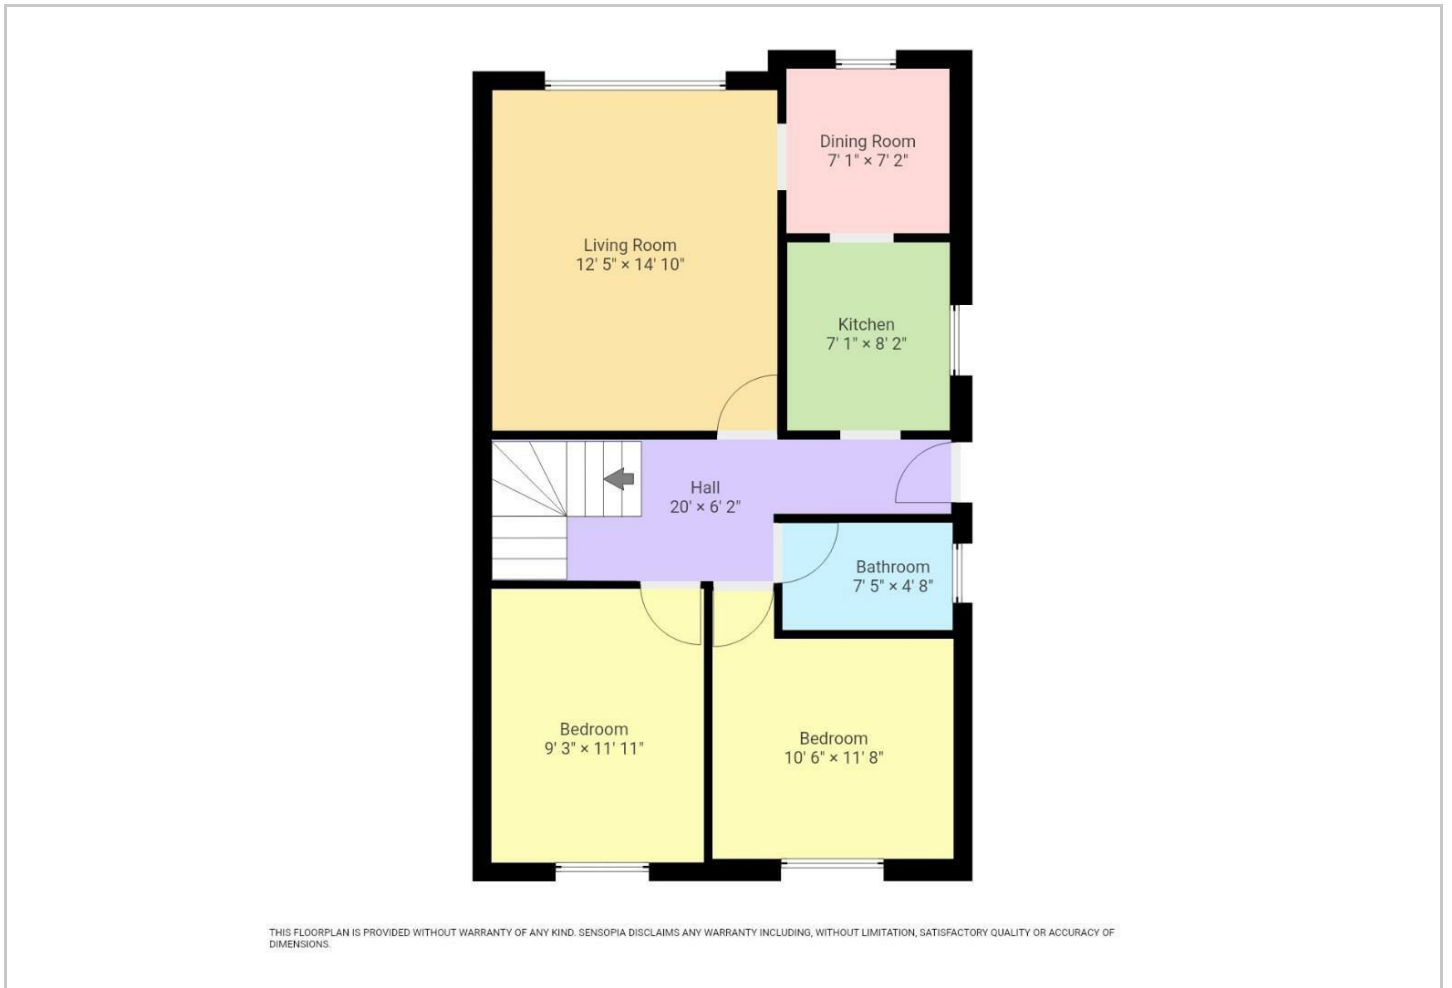 Dining Room
7' 1" × 7' 2"
Living Room
12' 5" × 14' 10"
Kitchen
7' 1" × 8' 2"
Hall
20' × 6' 2"
Bathroom
7' 5" × 4' 8"
Bedroom
9' 3" × 11' 11"
Bedroom
10' 6" × 11' 8"
THIS FLOORPLAN IS PROVIDED WITHOUT WARRANTY OF ANY KIND. SENSOPIA DISCLAIMS ANY WARRANTY INCLUDING, WITHOUT LIMITATION, SATISFACTORY QUALITY OR ACCURACY OF
DIMENSIONS.